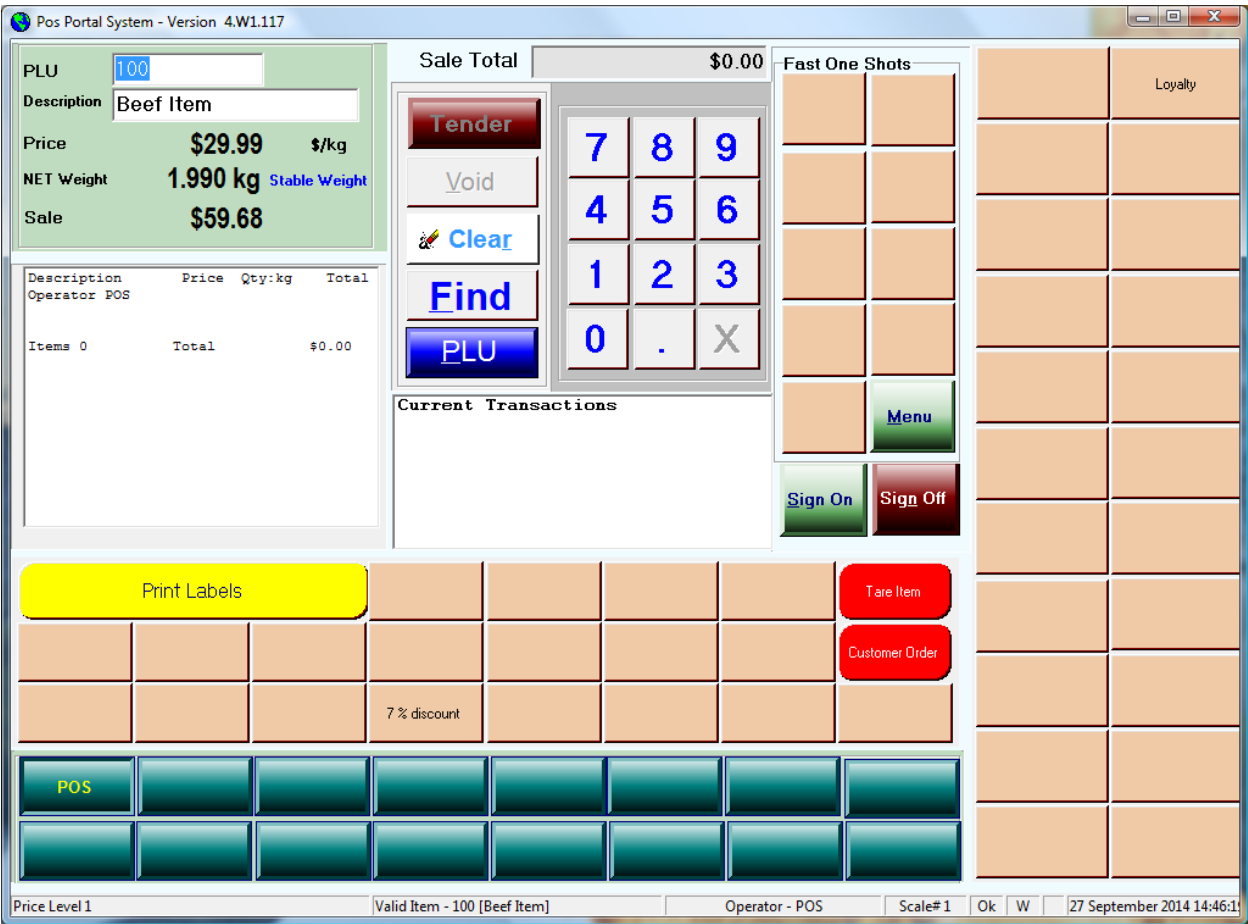 Pos Portal System - Version 4.W1.117
PLU 100
Description Beef Item
Price $29.99 $/kg
NET Weight 1.990 kg Stable Weight
Sale $59.68
Description Price Qty:kg Total
Operator POS
Items 0 Total $0.00
Sale Total $0.00
Tender
Void
Clear
Find
PLU
7 8 9
4 5 6
1 2 3
0 . X
Current Transactions
Fast One Shots
Menu
Sign On Sign Off
Loyalty
Print Labels
Tare Item
Customer Order
7 % discount
POS
Price Level 1 Valid Item - 100 [Beef Item] Operator - POS Scale# 1 Ok W 27 September 2014 14:46:1